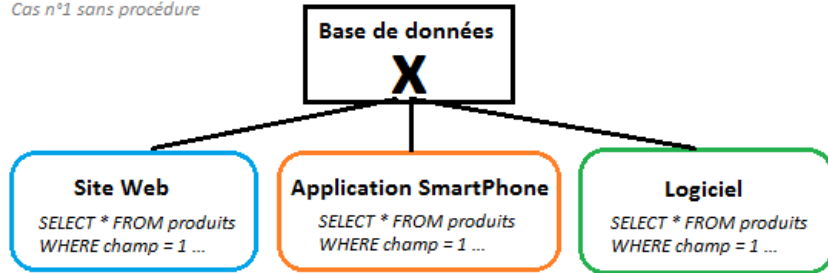 Cas n°1 sans procédure
Base de données
X
Site Web
SELECT * FROM produits
WHERE champ = 1 ...
Application SmartPhone
SELECT * FROM produits
WHERE champ = 1 ...
Logiciel
SELECT * FROM produits
WHERE champ = 1 ...